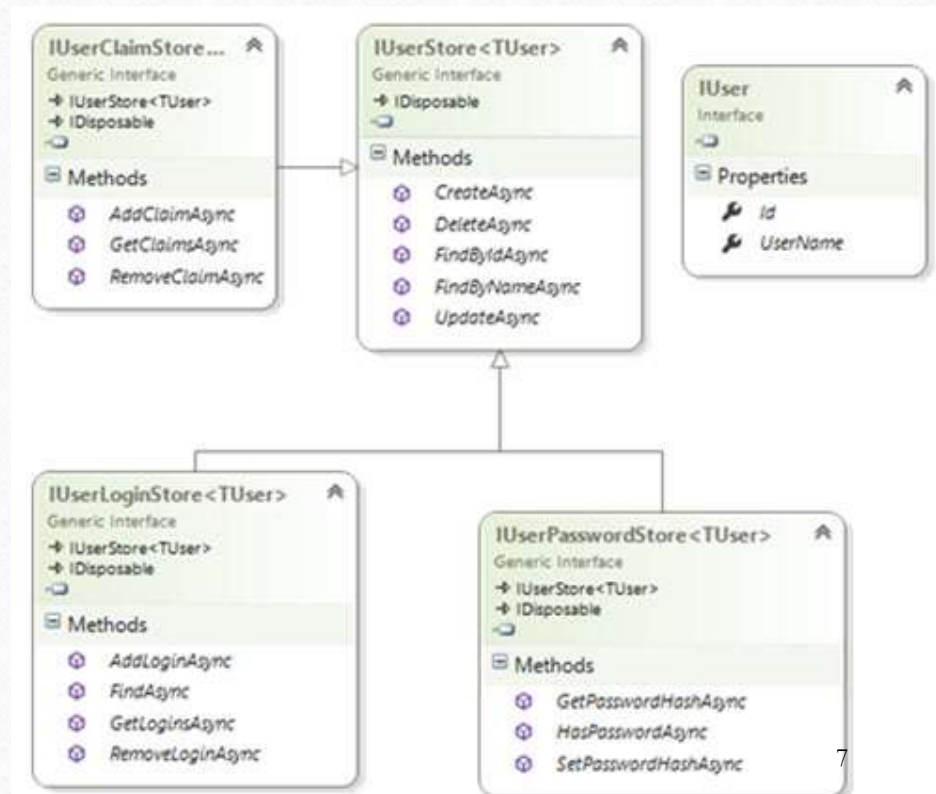 IUserClaimStore...
Generic Interface
IUserStore<TUser>
IDisposable
Methods
AddClaimAsync
GetClaimsAsync
RemoveClaimAsync
IUserStore<TUser>
Generic Interface
IDisposable
Methods
CreateAsync
DeleteAsync
FindByIdAsync
FindByNameAsync
UpdateAsync
IUser
Interface
Properties
Id
UserName
IUserLoginStore<TUser>
Generic Interface
IUserStore<TUser>
IDisposable
Methods
AddLoginAsync
FindAsync
GetLoginsAsync
RemoveLoginAsync
IUserPasswordStore<TUser>
Generic Interface
IUserStore<TUser>
IDisposable
Methods
GetPasswordHashAsync
HasPasswordAsync
SetPasswordHashAsync
7